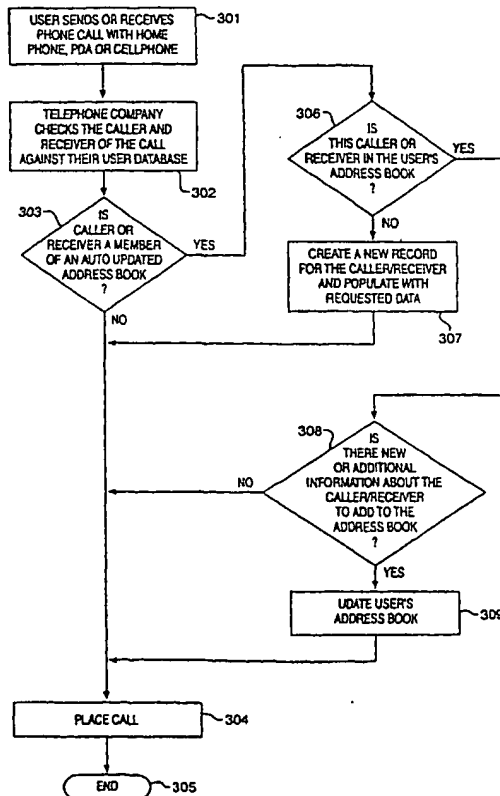 USER SENDS OR RECEIVES
PHONE CALL WITH HOME
PHONE, PDA OR CELLPHONE
301
TELEPHONE COMPANY
CHECKS THE CALLER AND
RECEIVER OF THE CALL
AGAINST THEIR USER DATABASE
302
303
IS
CALLER OR
RECEIVER A MEMBER
OF AN AUTO UPDATED
ADDRESS BOOK
?
YES
NO
306
IS
THIS CALLER OR
RECEIVER IN THE USER'S
ADDRESS BOOK
?
YES
NO
CREATE A NEW RECORD
FOR THE CALLER/RECEIVER
AND POPULATE WITH
REQUESTED DATA
307
308
IS
THERE NEW
OR ADDITIONAL
INFORMATION ABOUT THE
CALLER/RECEIVER
TO ADD TO THE
ADDRESS BOOK
?
NO
YES
UDATE USER'S
ADDRESS BOOK
309
PLACE CALL
304
END
305